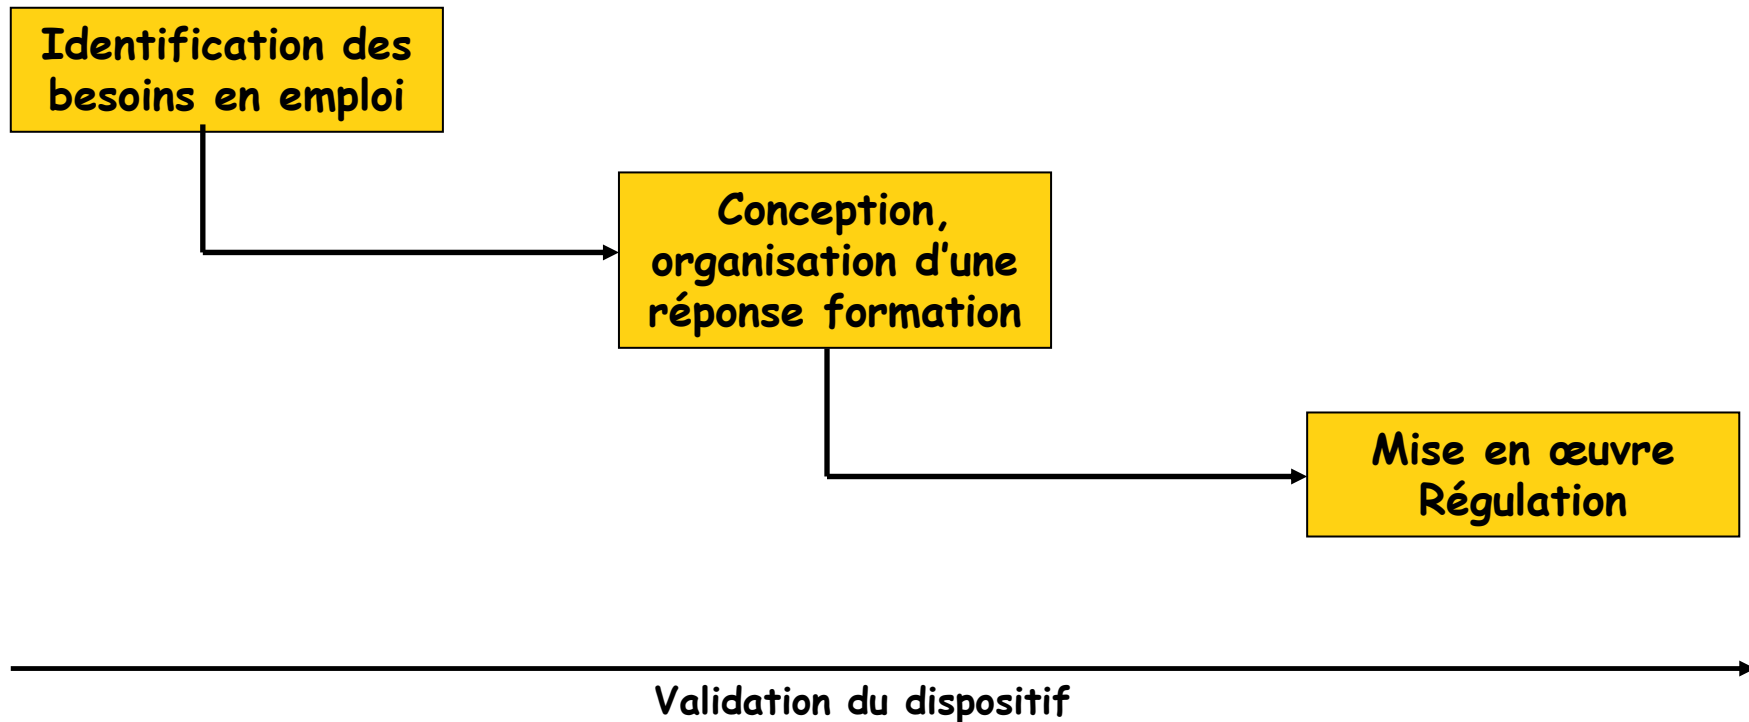 Identification des
besoins en emploi
Conception,
organisation d'une
réponse formation
Mise en œuvre
Régulation
Validation du dispositif